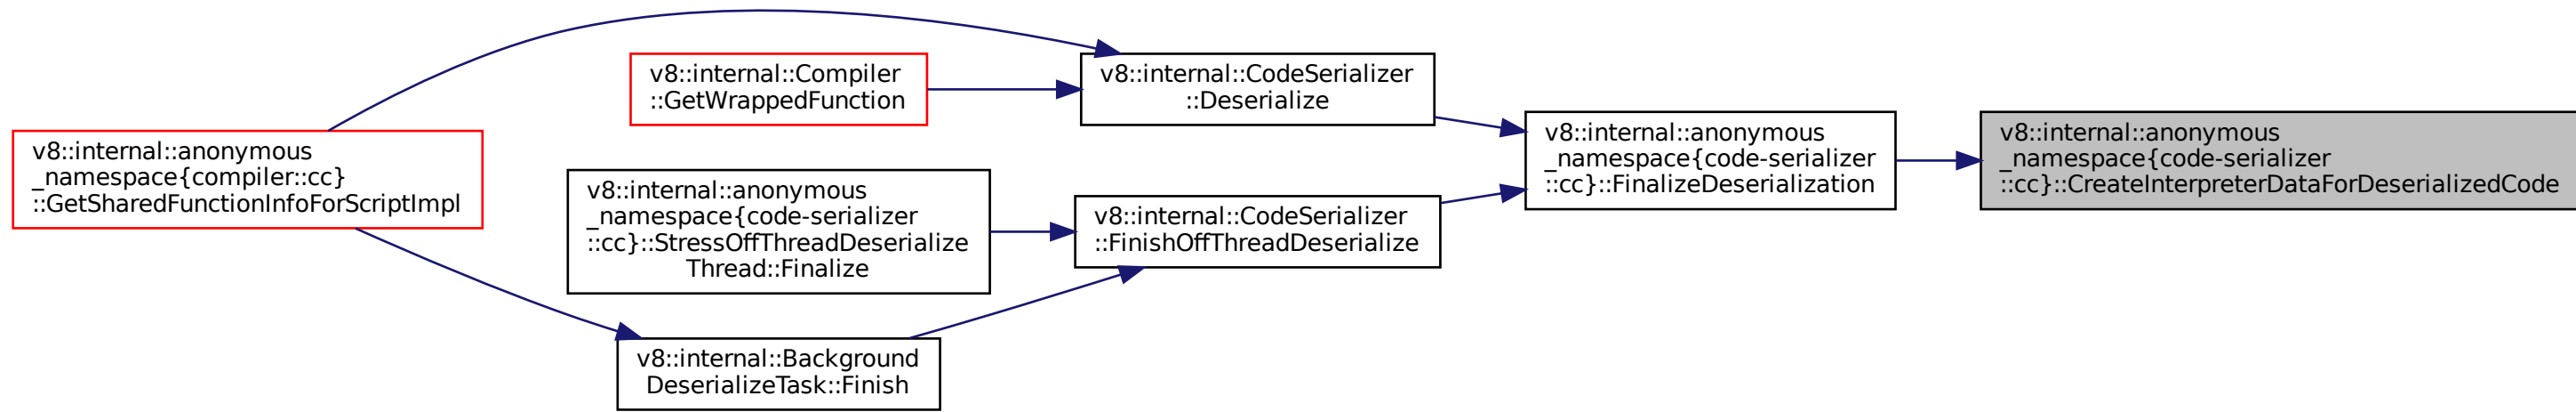 v8::internal::anonymous
_namespace{compiler::cc}
::GetSharedFunctionInfoForScriptImpl
v8::internal::Compiler
::GetWrappedFunction
v8::internal::anonymous
_namespace{code-serializer
::cc}::StressOffThreadDeserialize
Thread::Finalize
v8::internal::Background
DeserializeTask::Finish
v8::internal::CodeSerializer
::Deserialize
v8::internal::CodeSerializer
::FinishOffThreadDeserialize
v8::internal::anonymous
_namespace{code-serializer
::cc}::FinalizeDeserialization
v8::internal::anonymous
_namespace{code-serializer
::cc}::CreateInterpreterDataForDeserializedCode